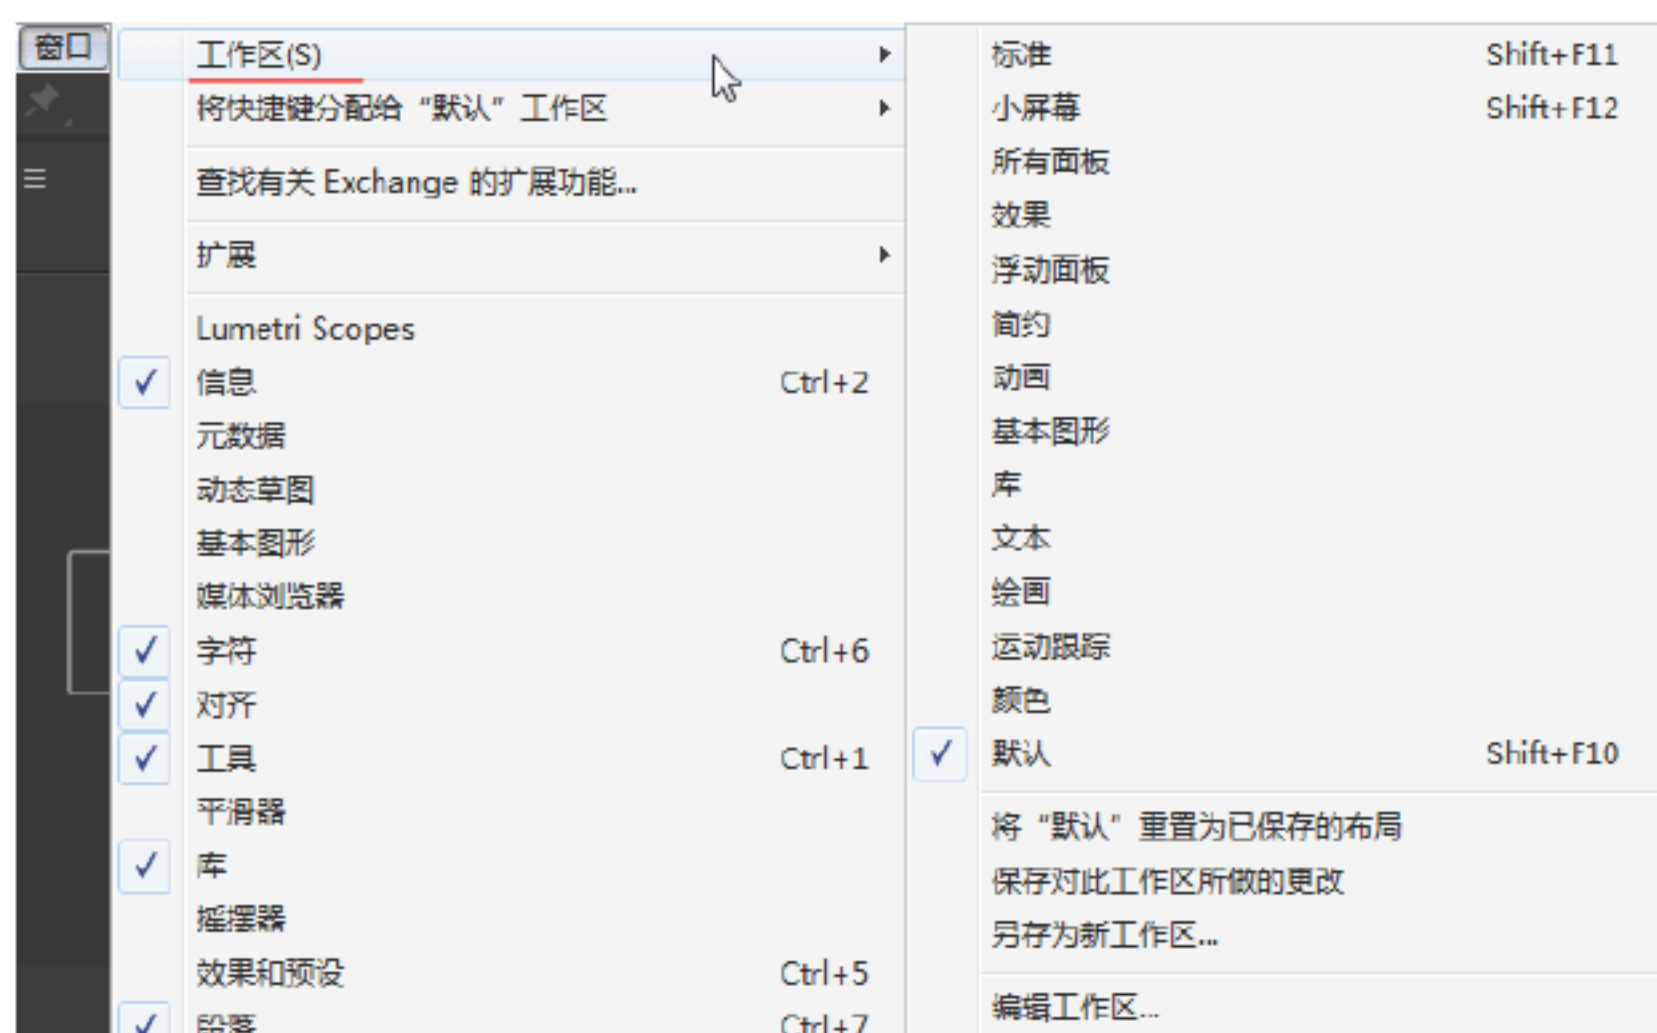 窗口
工作区(S)
将快捷键分配给“默认”工作区
查找有关 Exchange 的扩展功能...
扩展
Lumetri Scopes
信息 Ctrl+2
元数据
动态草图
基本图形
媒体浏览器
字符 Ctrl+6
对齐
工具 Ctrl+1
平滑器
库
摇摆器
效果和预设 Ctrl+5
段落 Ctrl+7
标准 Shift+F11
小屏幕 Shift+F12
所有面板
效果
浮动面板
简约
动画
基本图形
库
文本
绘画
运动跟踪
颜色
默认 Shift+F10
将“默认”重置为已保存的布局
保存对此工作区所做的更改
另存为新工作区...
编辑工作区...